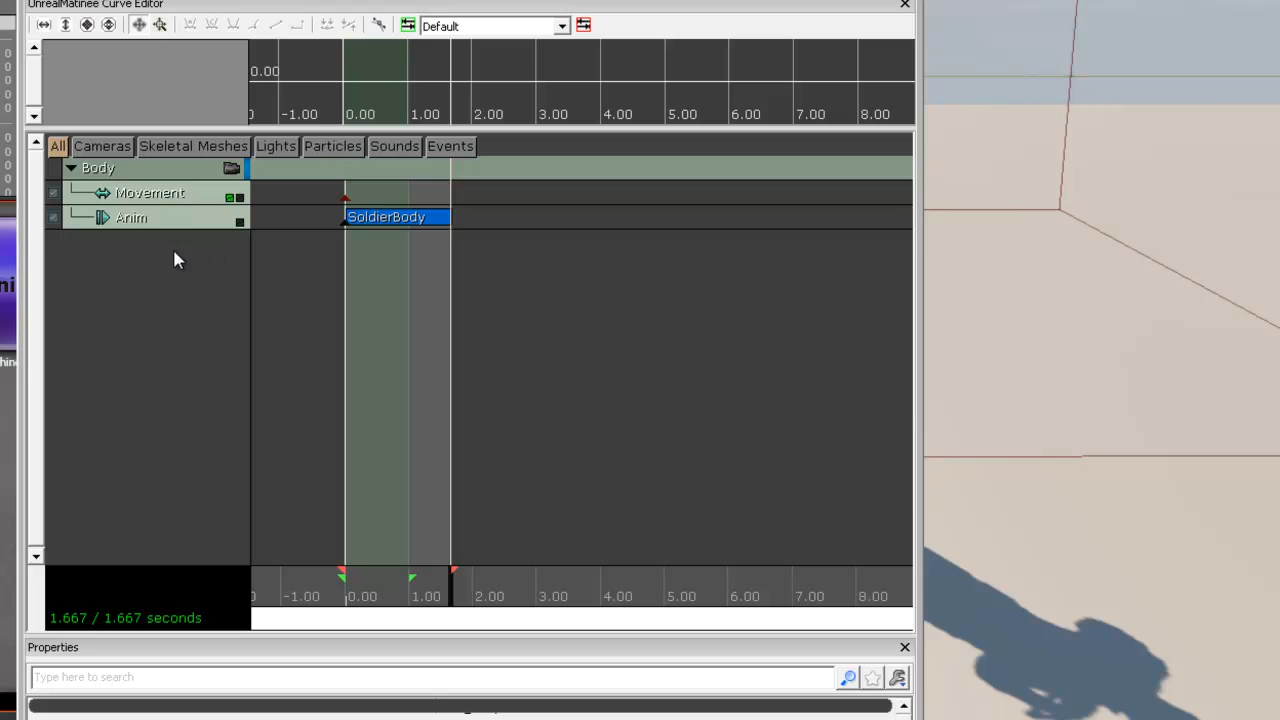 UnrealMatinee Curve Editor
Default
0.00
-1.00 0.00 1.00 2.00 3.00 4.00 5.00 6.00 7.00 8.00
All Cameras Skeletal Meshes Lights Particles Sounds Events
Body
Movement
Anim SoldierBody
-1.00 0.00 1.00 2.00 3.00 4.00 5.00 6.00 7.00 8.00
1.667 / 1.667 seconds
Properties
Type here to search